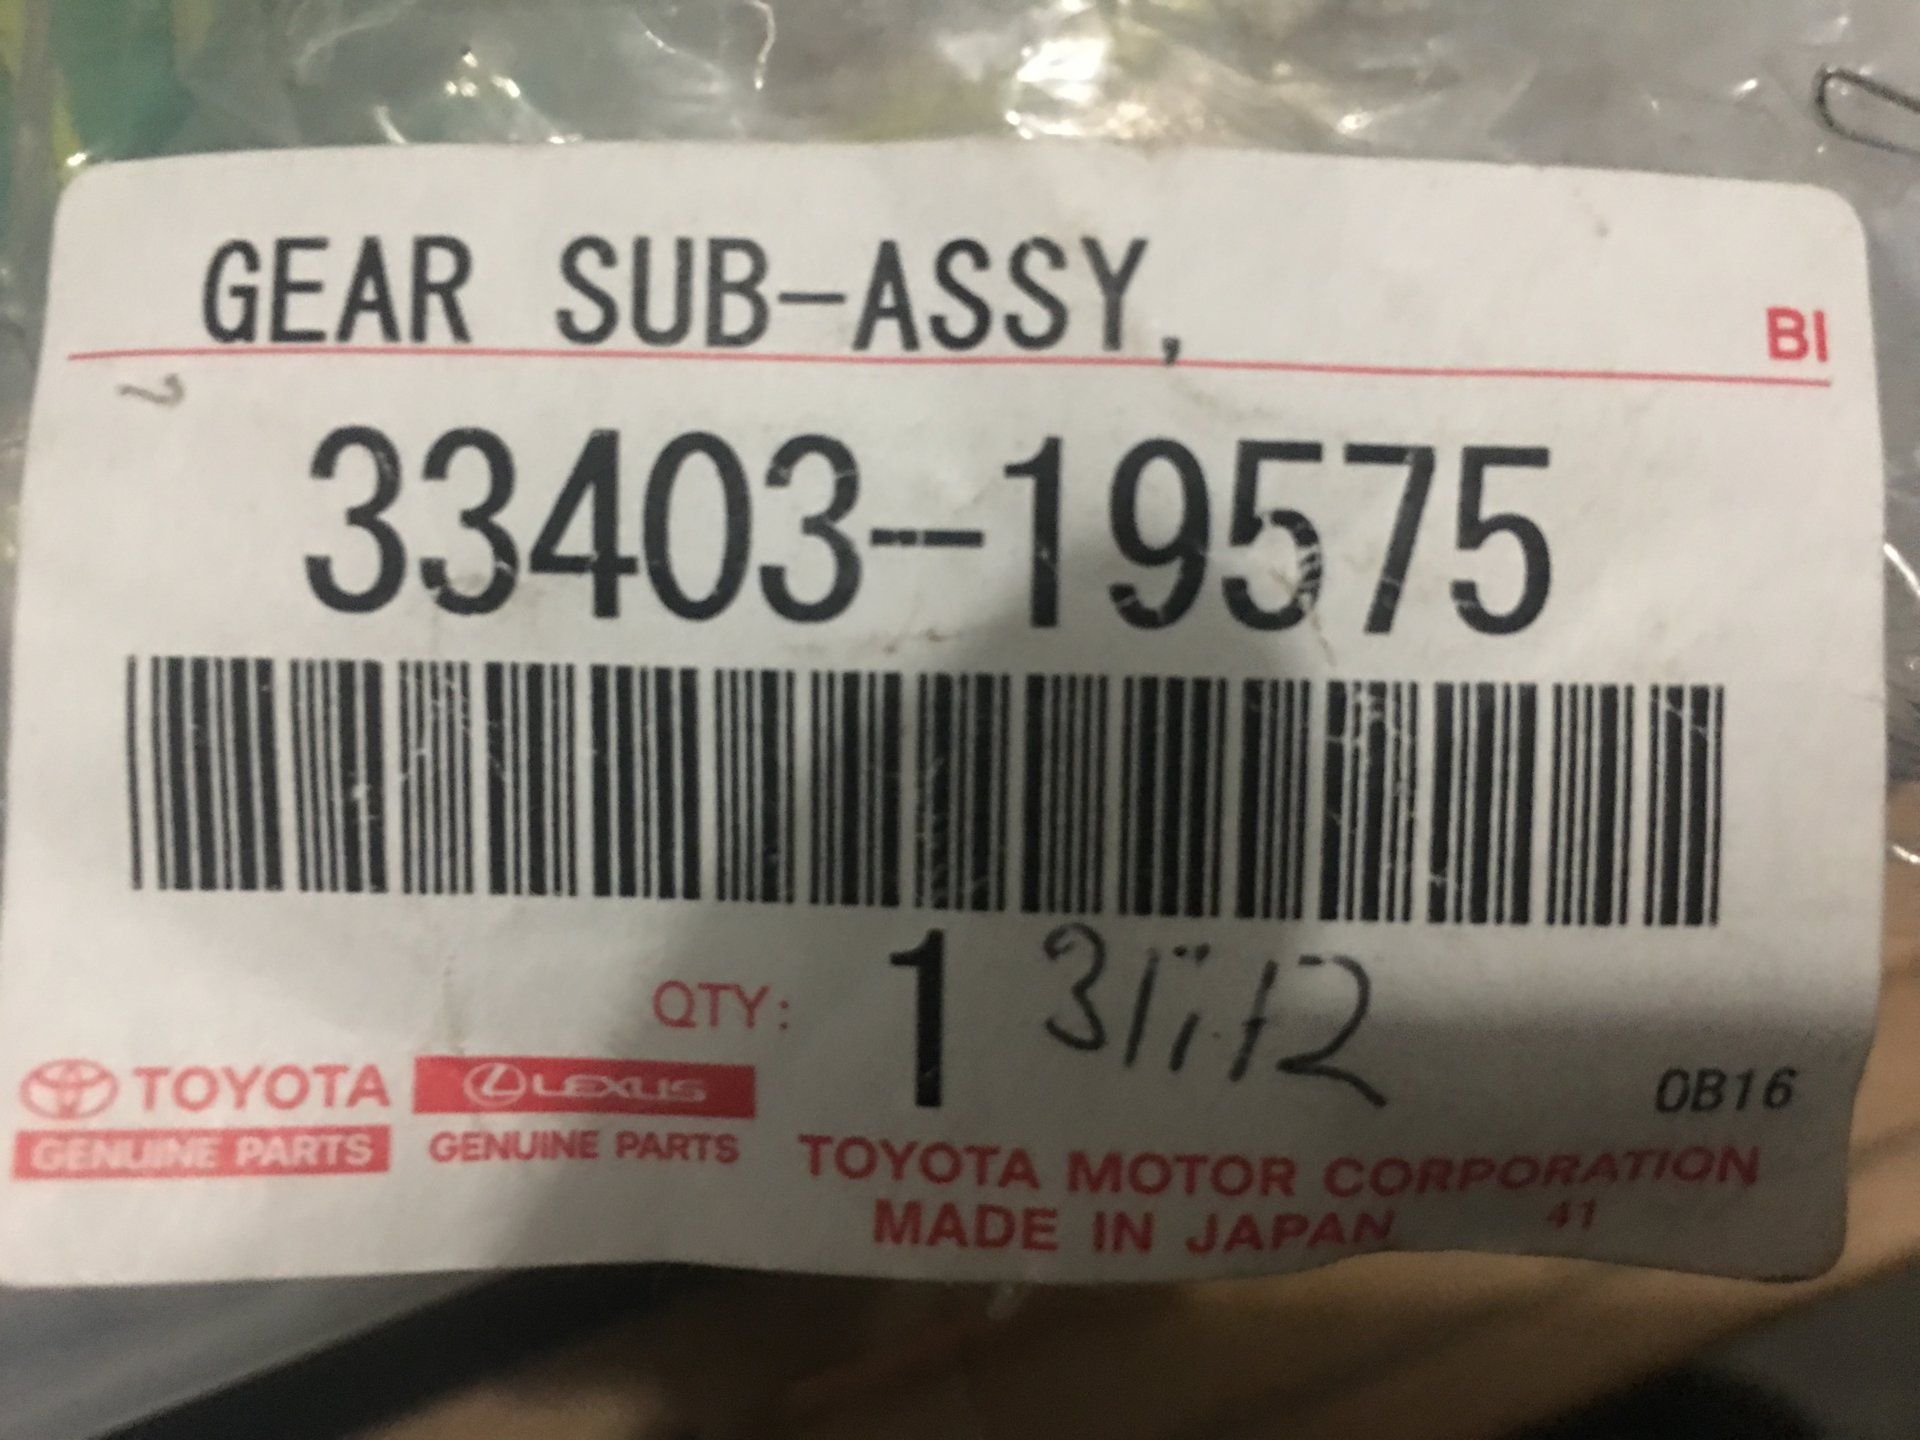 GEAR SUB-ASSY,
BI
33403-19575
QTY: 1
0B16
TOYOTA LEXUS
GENUINE PARTS GENUINE PARTS
TOYOTA MOTOR CORPORATION
MADE IN JAPAN 41